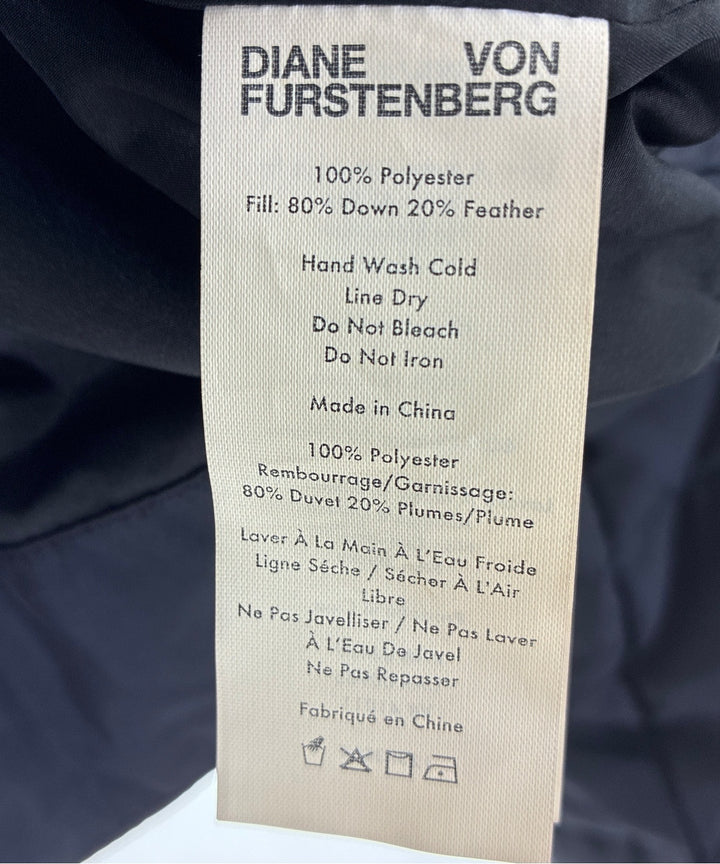 DIANE VON
FURSTENBERG
100% Polyester
Fill: 80% Down 20% Feather
Hand Wash Cold
Line Dry
Do Not Bleach
Do Not Iron
Made in China
100% Polyester
Rembourrage/Garnissage:
80% Duvet 20% Plumes/Plume
Laver À La Main À L'Eau Froide
Ligne Séche / Sécher À L'Air
Libre
Ne Pas Javelliser / Ne Pas Laver
À L'Eau De Javel
Ne Pas Repasser
Fabriqué en Chine